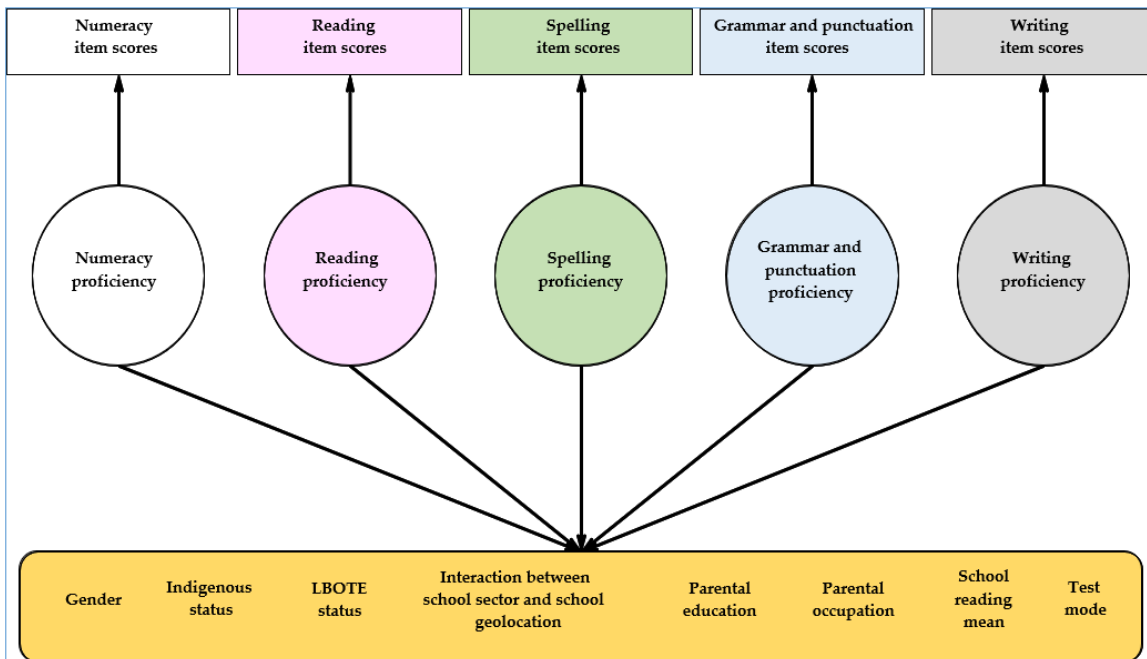 Numeracy
item scores
Reading
item scores
Spelling
item scores
Grammar and punctuation
item scores
Writing
item scores
Numeracy
proficiency
Reading
proficiency
Spelling
proficiency
Grammar and
punctuation
proficiency
Writing
proficiency
Gender
Indigenous
status
LBOTE
status
Interaction between
school sector and school
geolocation
Parental
education
Parental
occupation
School
reading
mean
Test
mode